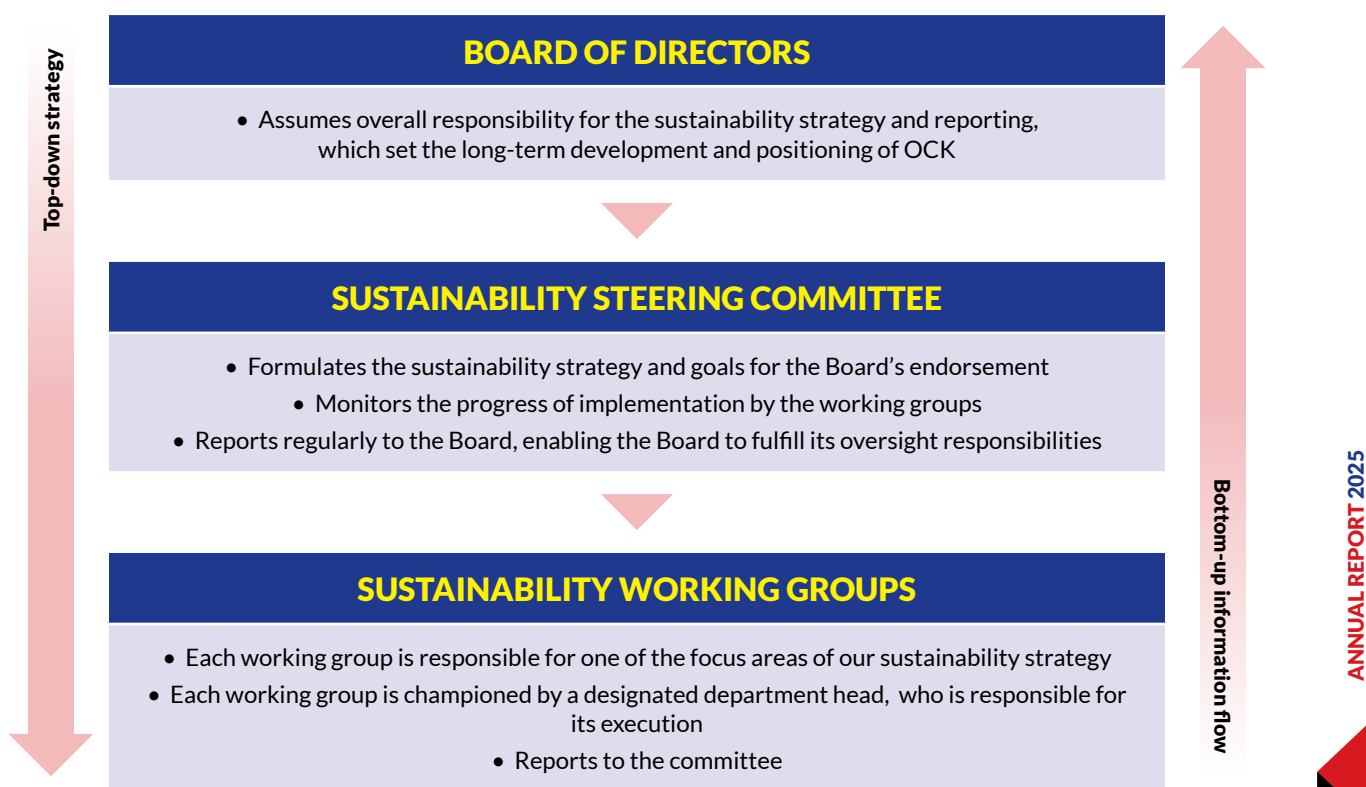 Top-down strategy
BOARD OF DIRECTORS
• Assumes overall responsibility for the sustainability strategy and reporting,
which set the long-term development and positioning of OCK
SUSTAINABILITY STEERING COMMITTEE
• Formulates the sustainability strategy and goals for the Board’s endorsement
• Monitors the progress of implementation by the working groups
• Reports regularly to the Board, enabling the Board to fulfill its oversight responsibilities
SUSTAINABILITY WORKING GROUPS
• Each working group is responsible for one of the focus areas of our sustainability strategy
• Each working group is championed by a designated department head, who is responsible for
its execution
• Reports to the committee
Bottom-up information flow
ANNUAL REPORT 2025